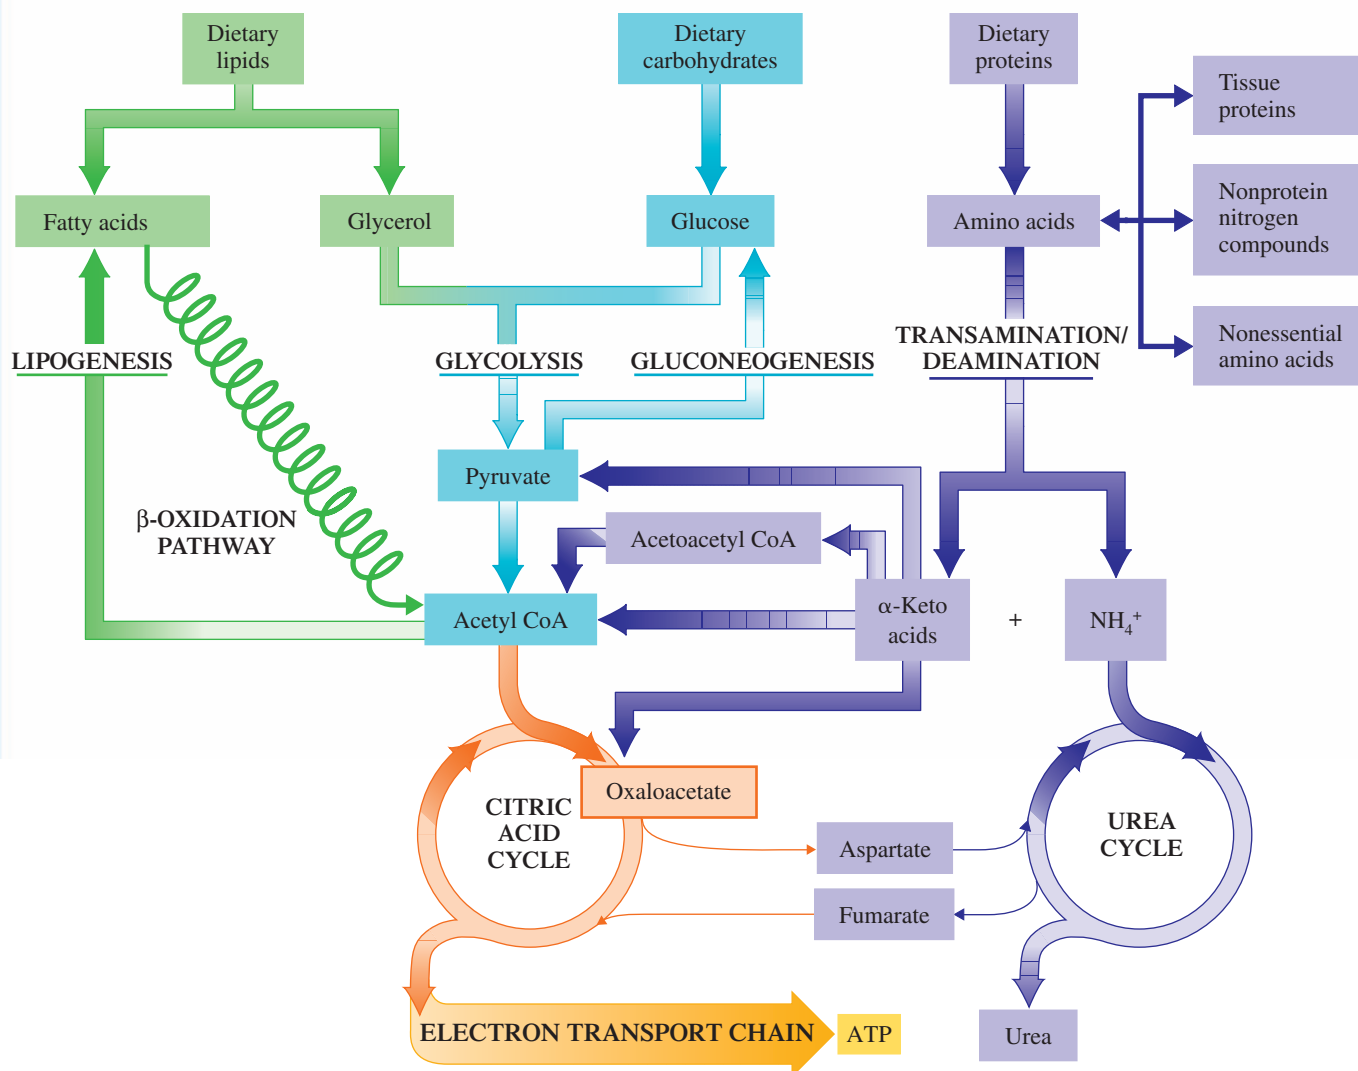 Dietary
lipids
Dietary
carbohydrates
Dietary
proteins
Tissue
proteins
Fatty acids
Glycerol
Glucose
Amino acids
Nonprotein
nitrogen
compounds
LIPOGENESIS
GLYCOLYSIS
GLUCONEOGENESIS
TRANSAMINATION/
DEAMINATION
Nonessential
amino acids
Pyruvate
β-OXIDATION
PATHWAY
Acetoacetyl CoA
Acetyl CoA
α-Keto
acids
+
NH₄⁺
CITRIC
ACID
CYCLE
Oxaloacetate
Aspartate
Fumarate
UREA
CYCLE
ELECTRON TRANSPORT CHAIN
ATP
Urea